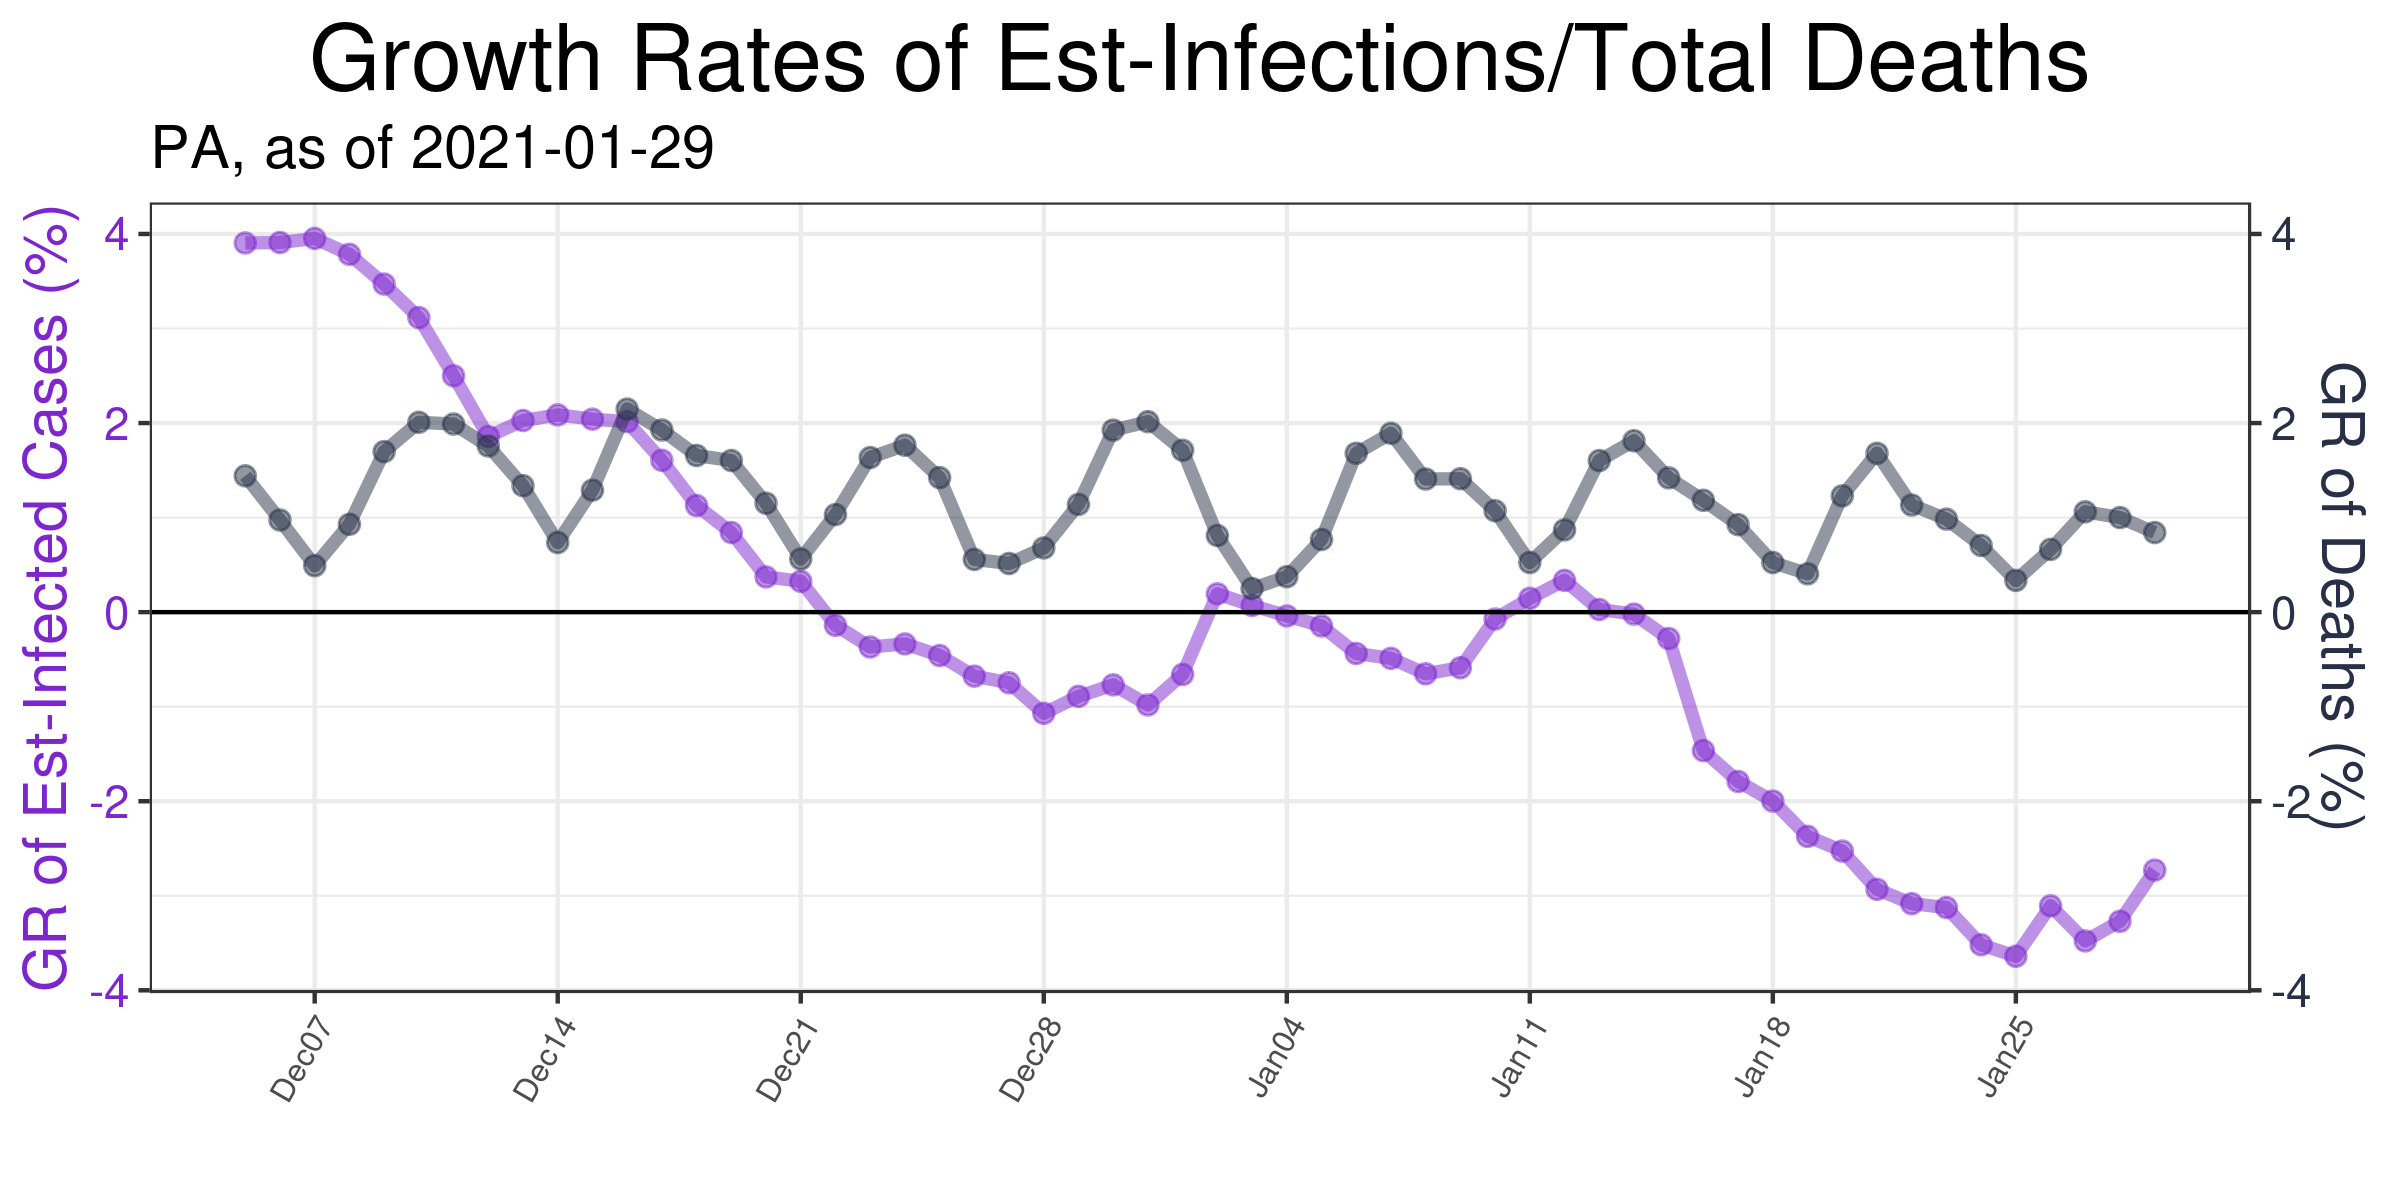 Growth Rates of Est-Infections/Total Deaths
PA, as of 2021-01-29
GR of Est-Infected Cases (%)
4
2
0
-2
-4
4
2
0
-2
-4
GR of Deaths (%)
Dec07
Dec14
Dec21
Dec28
Jan04
Jan11
Jan18
Jan25